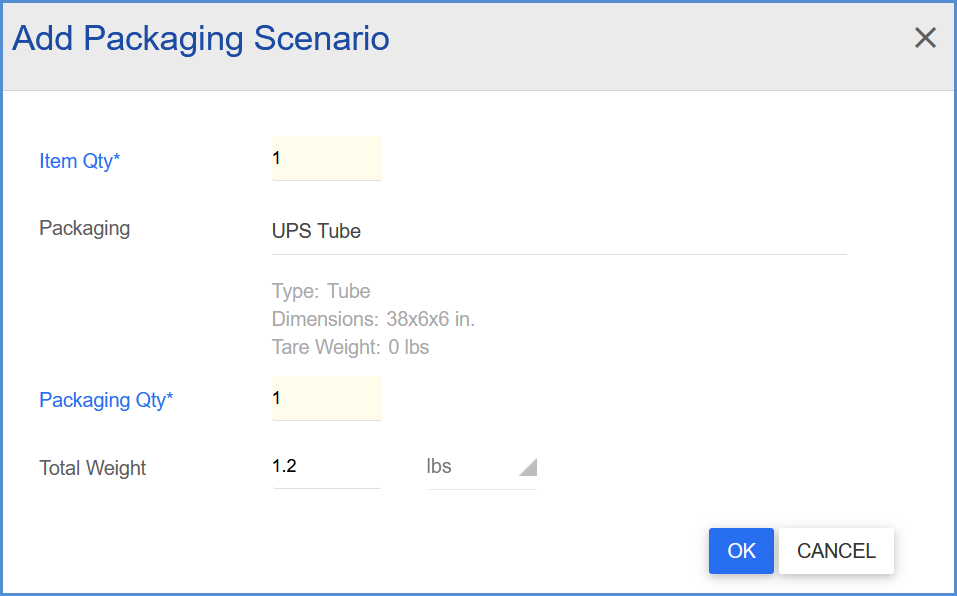 Add Packaging Scenario
Item Qty* 1
Packaging UPS Tube
Type: Tube
Dimensions: 38x6x6 in.
Tare Weight: 0 lbs
Packaging Qty* 1
Total Weight 1.2 lbs
OK CANCEL